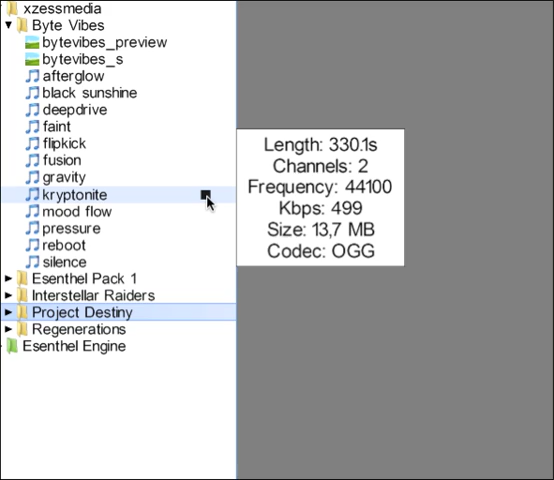 xzessmedia
Byte Vibes
bytevibes_preview
bytevibes_s
afterglow
black sunshine
deepdrive
faint
flipkick
fusion
gravity
kryptonite
mood flow
pressure
reboot
silence
Esenthel Pack 1
Interstellar Raiders
Project Destiny
Regenerations
Esenthel Engine
Length: 330.1s
Channels: 2
Frequency: 44100
Kbps: 499
Size: 13,7 MB
Codec: OGG